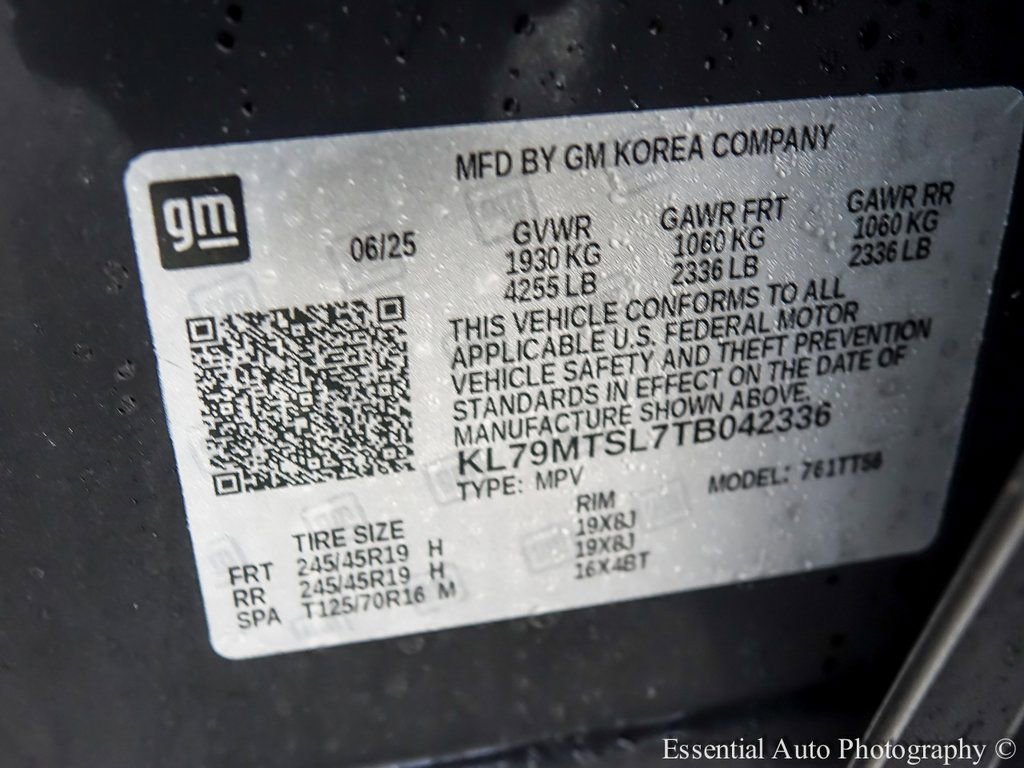 gm
MFD BY GM KOREA COMPANY
06/25
GVWR GAWR FRT GAWR RR
1930 KG 1060 KG 1060 KG
4255 LB 2336 LB 2336 LB
THIS VEHICLE CONFORMS TO ALL
APPLICABLE U.S. FEDERAL MOTOR
VEHICLE SAFETY AND THEFT PREVENTION
STANDARDS IN EFFECT ON THE DATE OF
MANUFACTURE SHOWN ABOVE.
KL79MTSL7TB042336
TYPE: MPV MODEL: 761TT56
TIRE SIZE RIM
FRT 245/45R19 H 19X8J
RR 245/45R19 H 19X8J
SPA T125/70R16 M 16X4BT
Essential Auto Photography ©